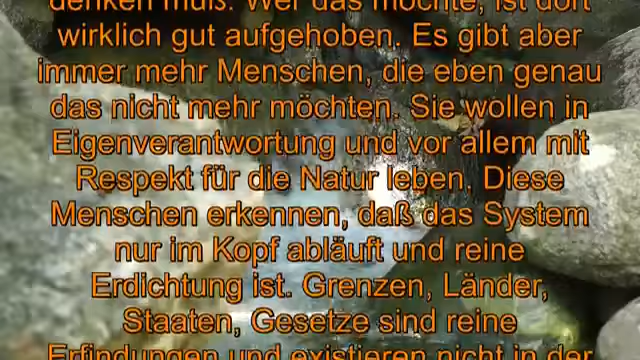 denken muß. Wer das möchte, ist dort
wirklich gut aufgehoben. Es gibt aber
immer mehr Menschen, die eben genau
das nicht mehr möchten. Sie wollen in
Eigenverantwortung und vor allem mit
Respekt für die Natur leben. Diese
Menschen erkennen, daß das System
nur im Kopf abläuft und reine
Erdichtung ist. Grenzen, Länder,
Staaten, Gesetze sind reine
Erfindungen und existieren nicht in der